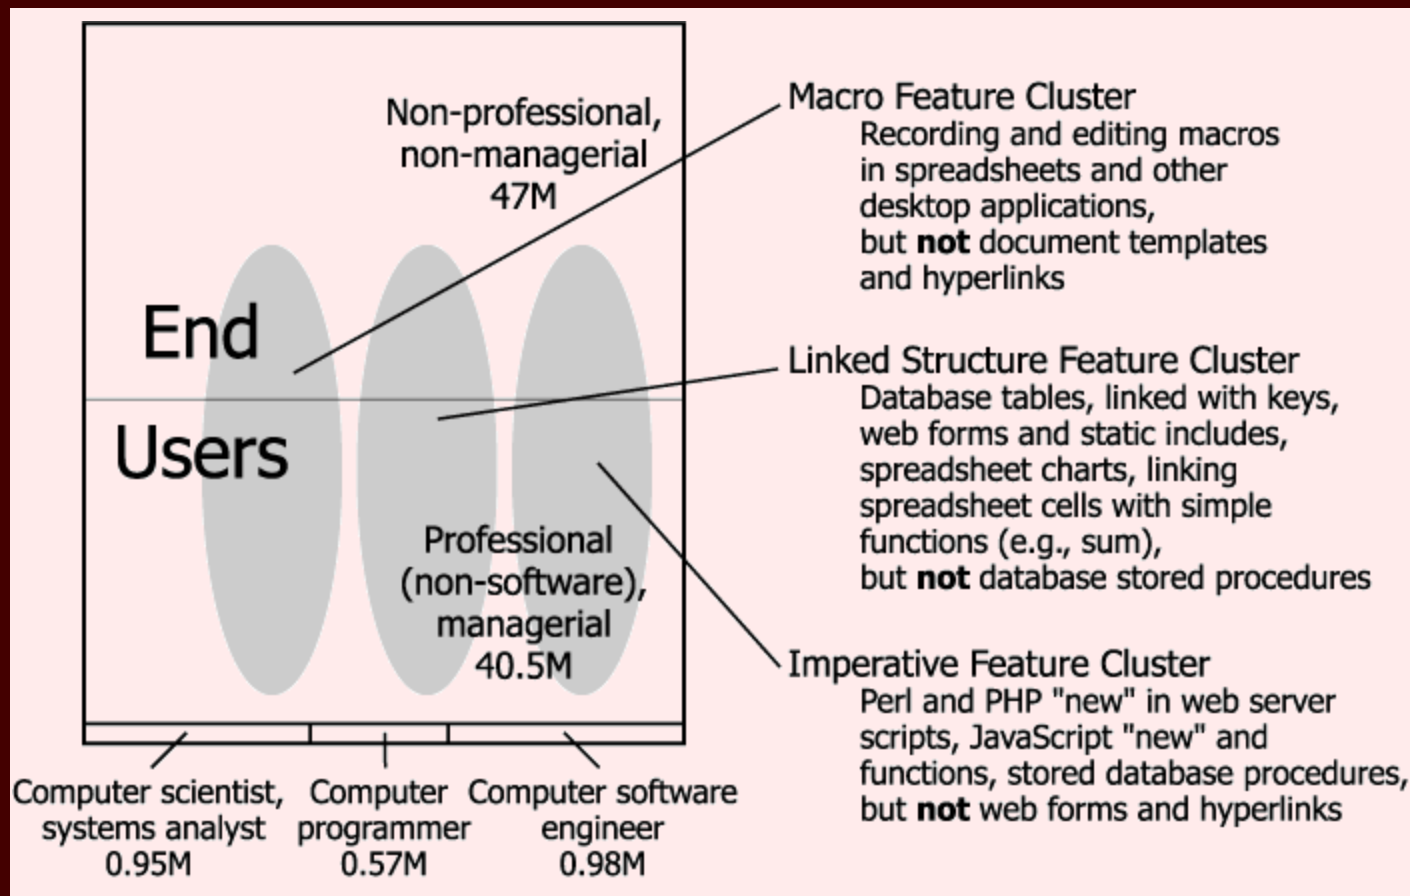 Non-professional,
non-managerial
47M
End
Users
Professional
(non-software),
managerial
40.5M
Computer scientist,
systems analyst
0.95M
Computer
programmer
0.57M
Computer software
engineer
0.98M
Macro Feature Cluster
Recording and editing macros
in spreadsheets and other
desktop applications,
but not document templates
and hyperlinks
Linked Structure Feature Cluster
Database tables, linked with keys,
web forms and static includes,
spreadsheet charts, linking
spreadsheet cells with simple
functions (e.g., sum),
but not database stored procedures
Imperative Feature Cluster
Perl and PHP "new" in web server
scripts, JavaScript "new" and
functions, stored database procedures,
but not web forms and hyperlinks